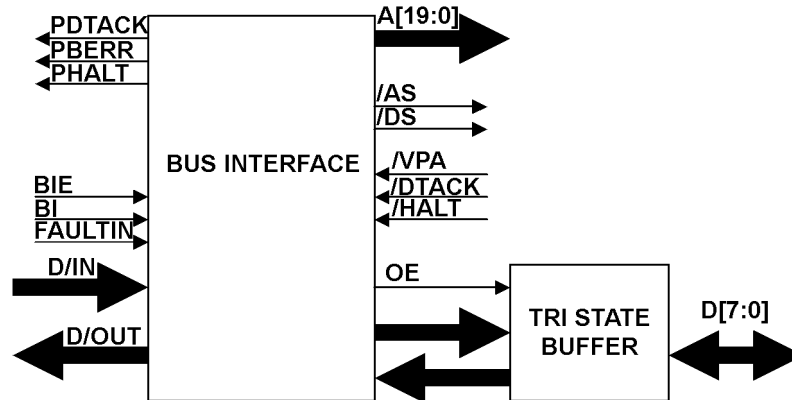 PDTACK
PBERR
PHALT
A[19:0]
/AS
/DS
BUS INTERFACE
/VPA
/DTACK
/HALT
BIE
BI
FAULTIN
D/IN
D/OUT
OE
TRI STATE
BUFFER
D[7:0]